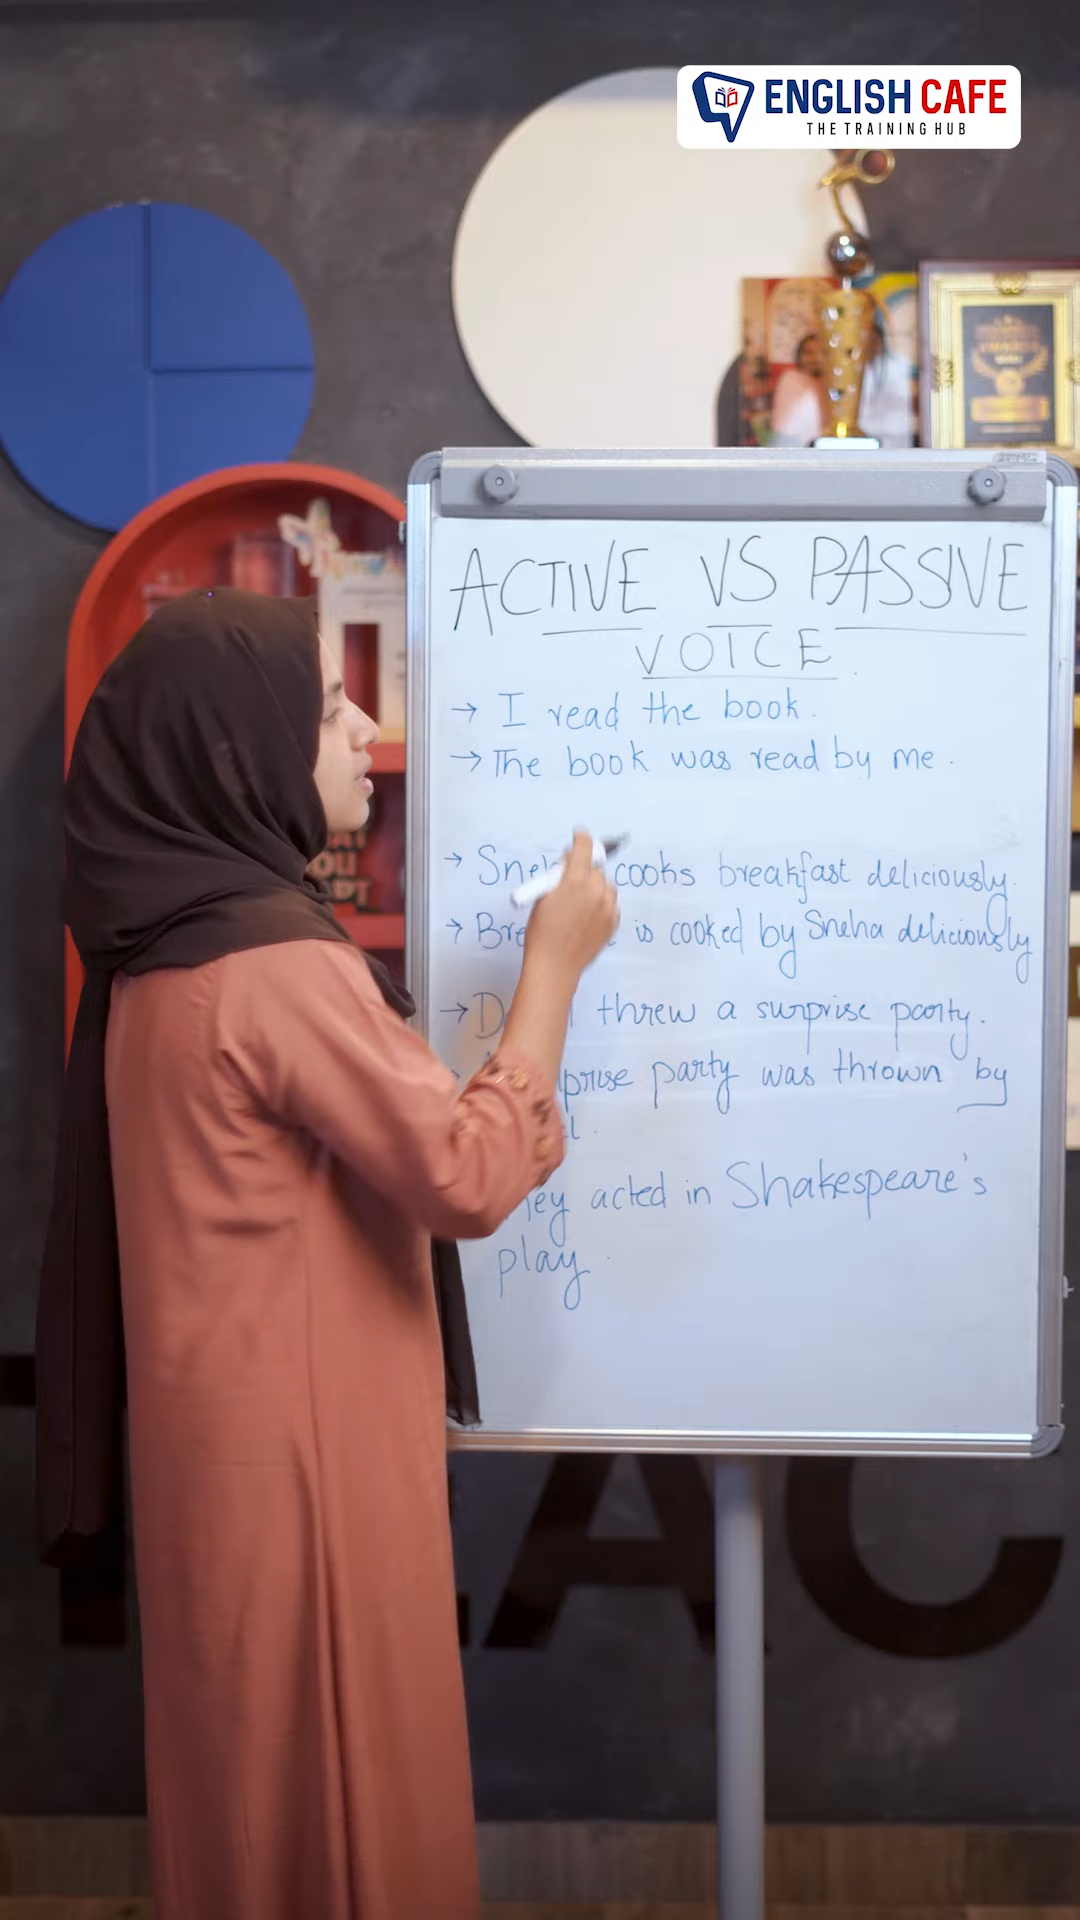 ENGLISH CAFE
THE TRAINING HUB
ACTIVE VS PASSIVE
VOICE
→ I read the book.
→ The book was read by me.
→ cooks breakfast deliciously.
→ is cooked by Sneha deliciously
→ threw a surprise party.
party was thrown by
acted in Shakespeare's
play.